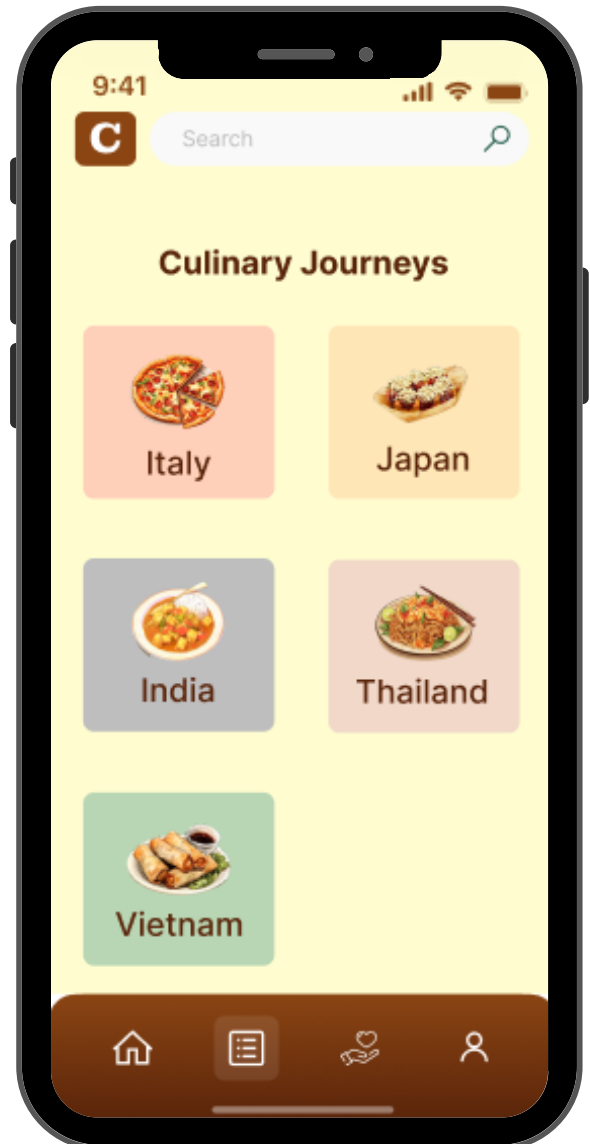 9:41
C
Search
Culinary Journeys
Italy
Japan
India
Thailand
Vietnam